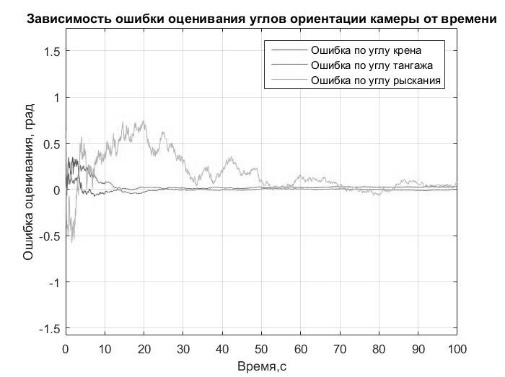 Зависимость ошибки оценивания углов ориентации камеры от времени
Ошибка по углу крена
Ошибка по углу тангажа
Ошибка по углу рыскания
Ошибка оценивания, град
1.5
1
0.5
0
-0.5
-1
-1.5
0 10 20 30 40 50 60 70 80 90 100
Время,с